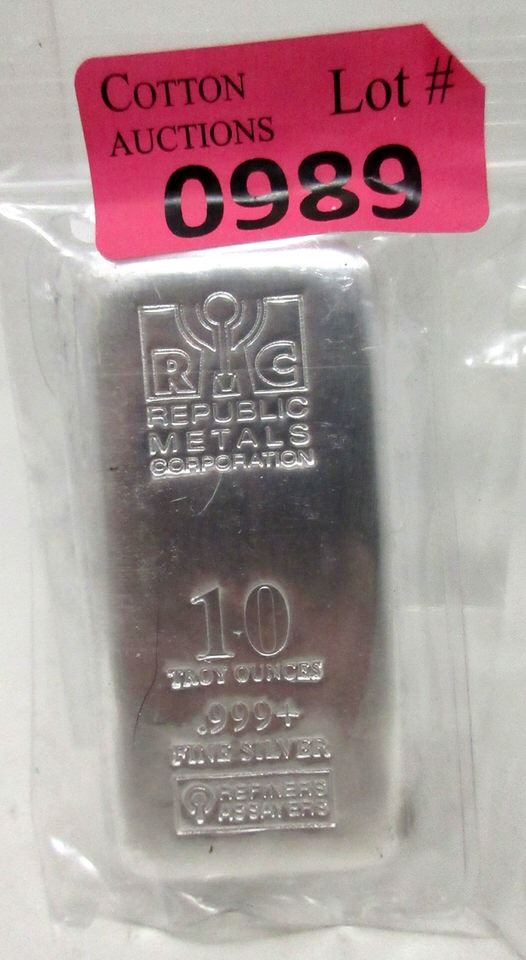 COTTON Lot #
AUCTIONS
0989
R C
REPUBLIC
METALS
CORPORATION
10
TROY OUNCES
.999+
FINE SILVER
REFINERS
ASSAYERS